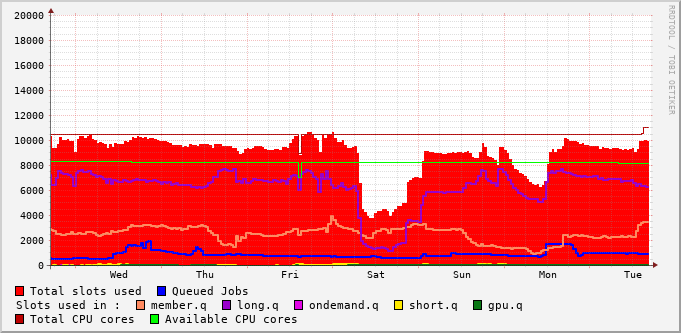 20000
18000
16000
14000
12000
10000
8000
6000
4000
2000
0
Wed Thu Fri Sat Sun Mon Tue
Total slots used Queued Jobs
Slots used in : member.q long.q ondemand.q short.q gpu.q
Total CPU cores Available CPU cores
RRDTOOL / TOBI OETIKER